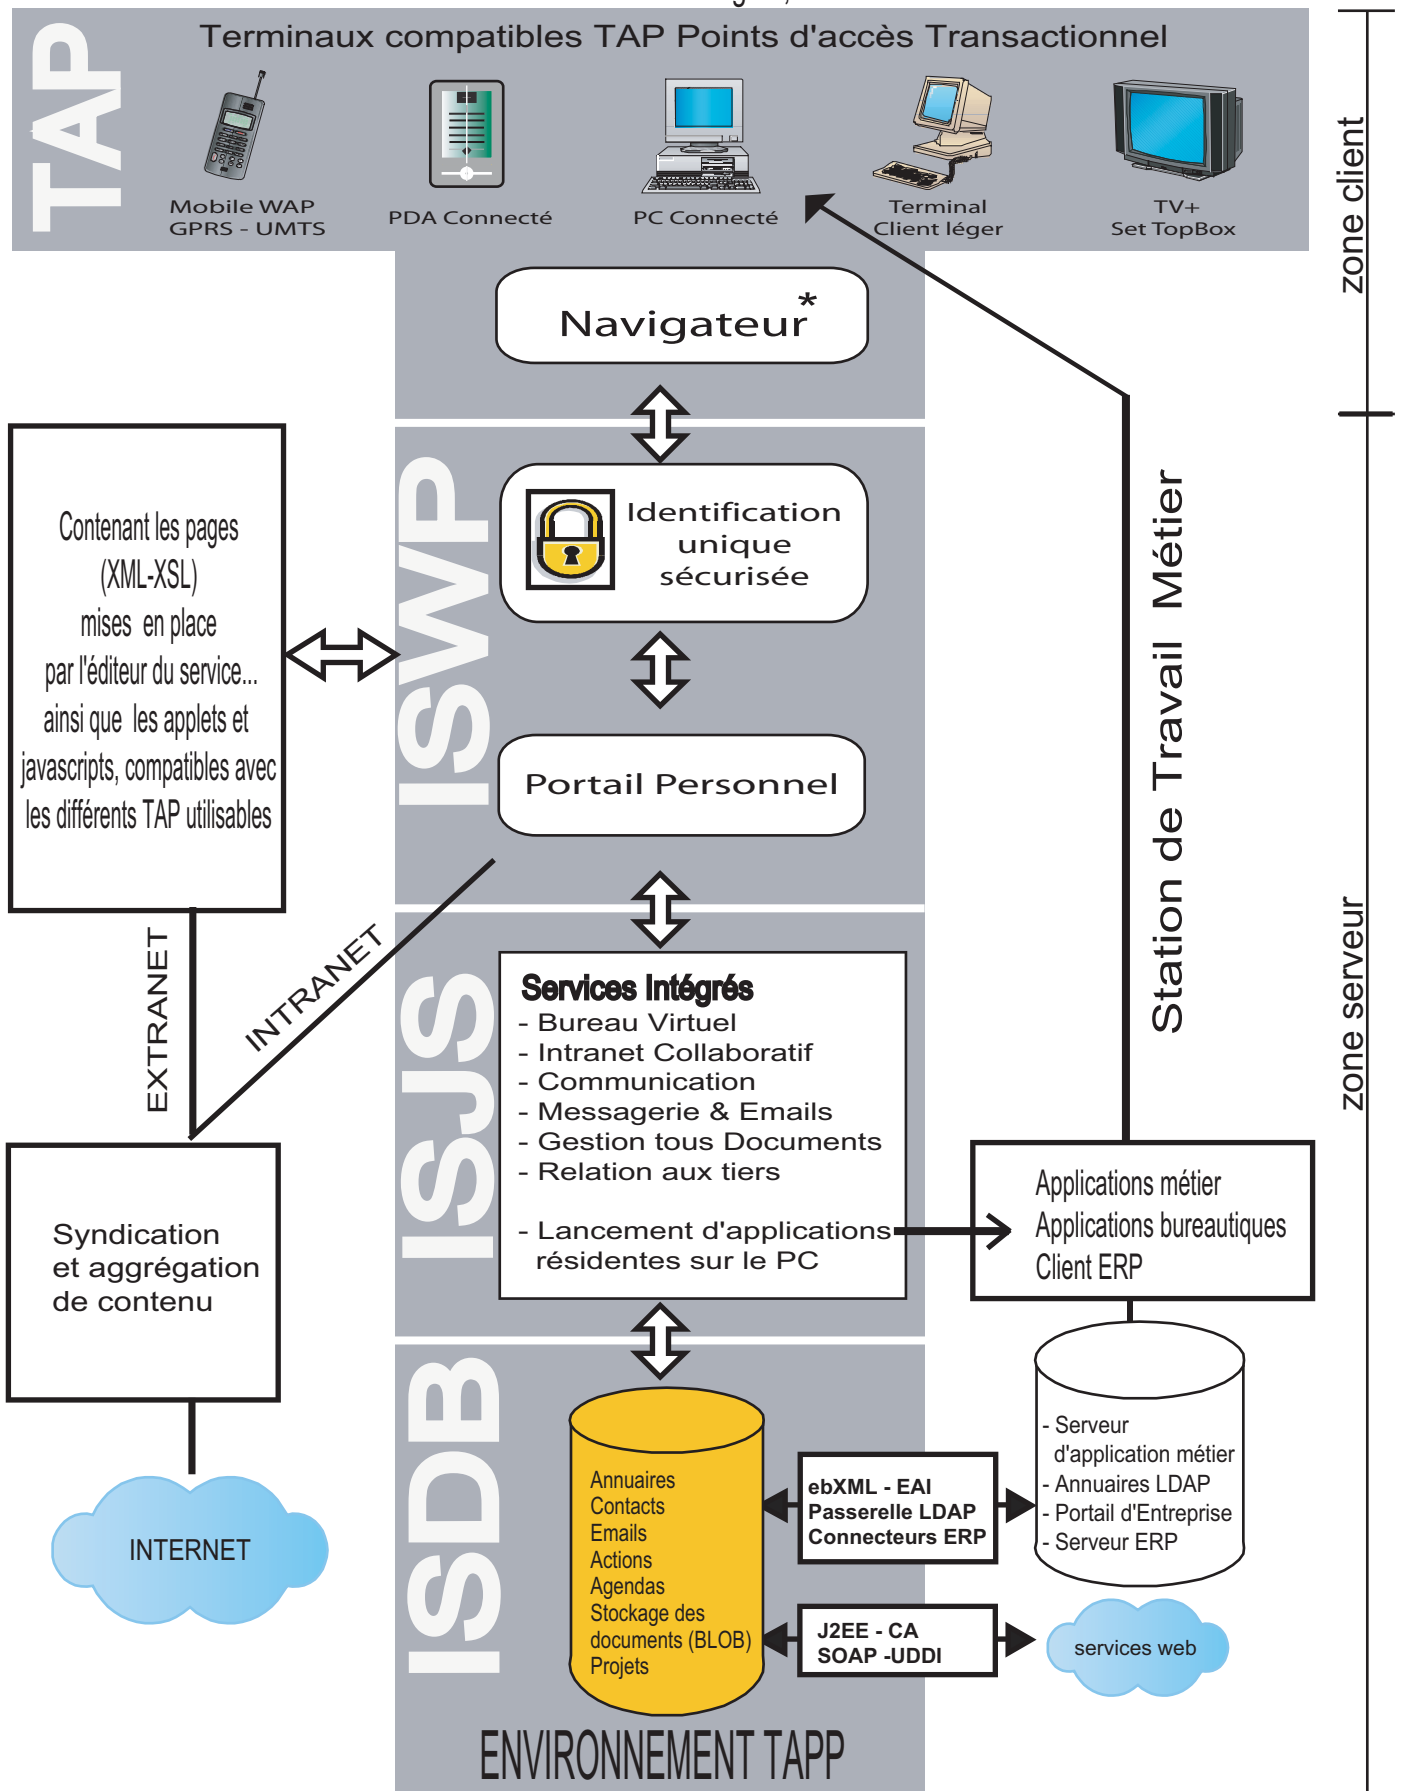 Terminaux compatibles TAP Points d'accès Transactionnel
TAP
Mobile WAP
GPRS - UMTS
PDA Connecté
PC Connecté
Terminal
Client léger
TV+
Set TopBox
zone client
Navigateur*
ISWP
Identification
unique
sécurisée
Contenant les pages
(XML-XSL)
mises en place
par l'éditeur du service...
ainsi que les applets et
javascripts, compatibles avec
les différents TAP utilisables
Portail Personnel
Station de Travail Métier
zone serveur
EXTRANET
INTRANET
ISJS
Services Intégrés
- Bureau Virtuel
- Intranet Collaboratif
- Communication
- Messagerie & Emails
- Gestion tous Documents
- Relation aux tiers
- Lancement d'applications
résidentes sur le PC
Applications métier
Applications bureautiques
Client ERP
Syndication
et aggrégation
de contenu
INTERNET
ISDB
Annuaires
Contacts
Emails
Actions
Agendas
Stockage des
documents (BLOB)
Projets
ebXML - EAI
Passerelle LDAP
Connecteurs ERP
- Serveur
d'application métier
- Annuaires LDAP
- Portail d'Entreprise
- Serveur ERP
J2EE - CA
SOAP -UDDI
services web
ENVIRONNEMENT TAPP